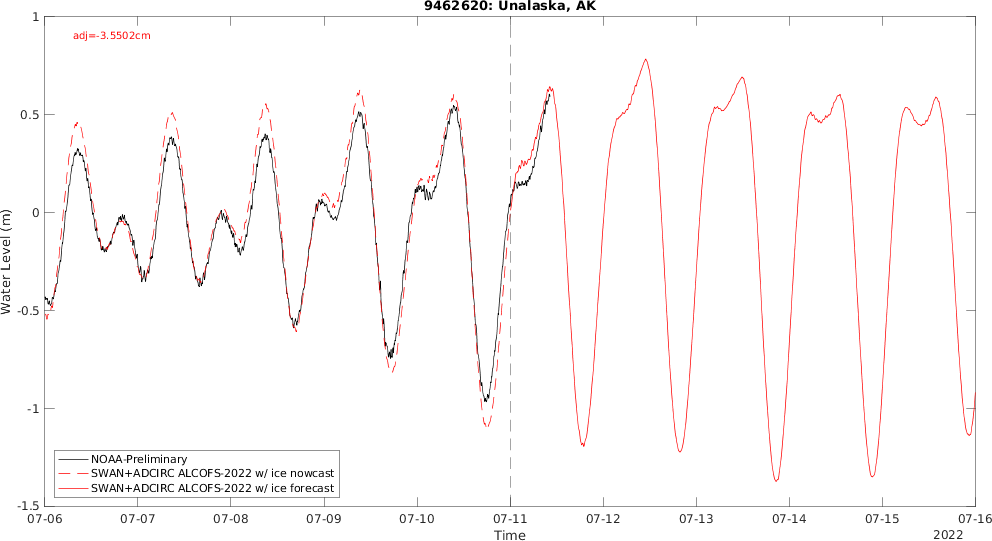 9462620: Unalaska, AK
adj=-3.5502cm
1
0.5
0
-0.5
-1
-1.5
Water Level (m)
NOAA-Preliminary
SWAN+ADCIRC ALCOFS-2022 w/ ice nowcast
SWAN+ADCIRC ALCOFS-2022 w/ ice forecast
07-06 07-07 07-08 07-09 07-10 07-11 07-12 07-13 07-14 07-15 07-16
Time
2022